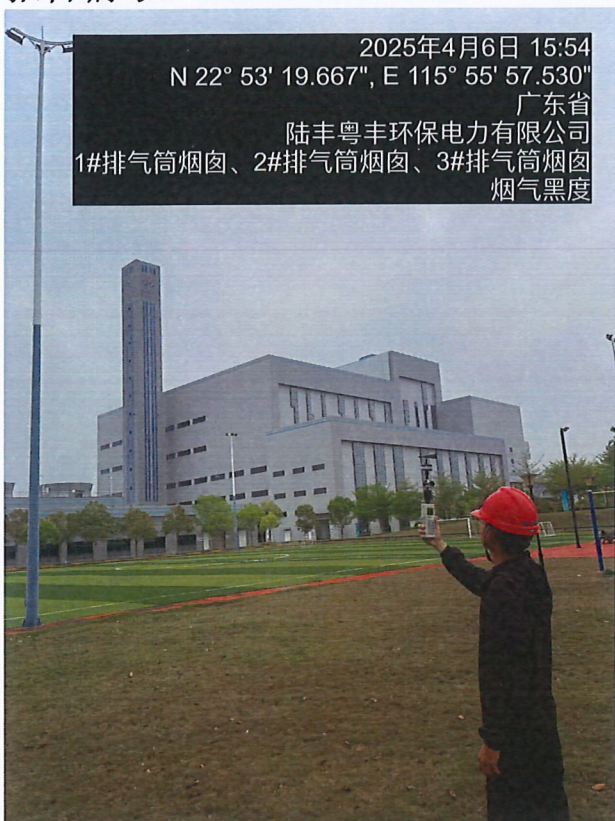 2025年4月6日 15:54
N 22° 53' 19.667", E 115° 55' 57.530"
广东省
陆丰粤丰环保电力有限公司
1#排气筒烟囱、2#排气筒烟囱、3#排气筒烟囱
烟气黑度